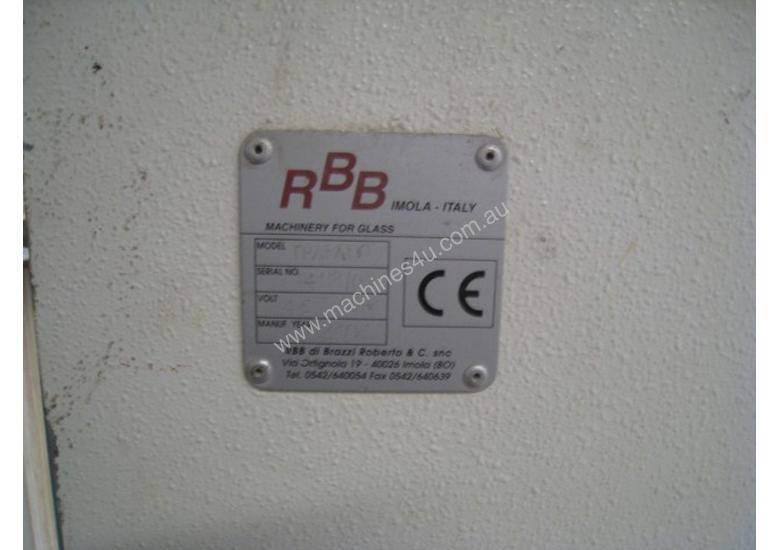 RBB IMOLA - ITALY
MACHINERY FOR GLASS
MODEL
SERIAL NO.
VOLT
MANUF. YEAR
CE
RBB di Brazzi Roberto & C. snc
Via Ortignola 19 - 40026 Imola (BO)
Tel. 0542/640054 Fax 0542/640639
www.machines4u.com.au